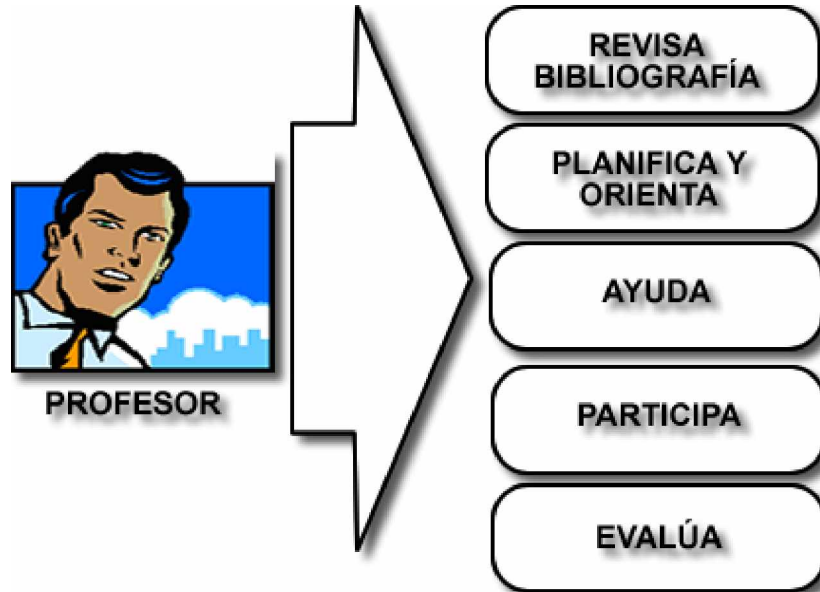 PROFESOR
REVISA
BIBLIOGRAFÍA
PLANIFICA Y
ORIENTA
AYUDA
PARTICIPA
EVALÚA